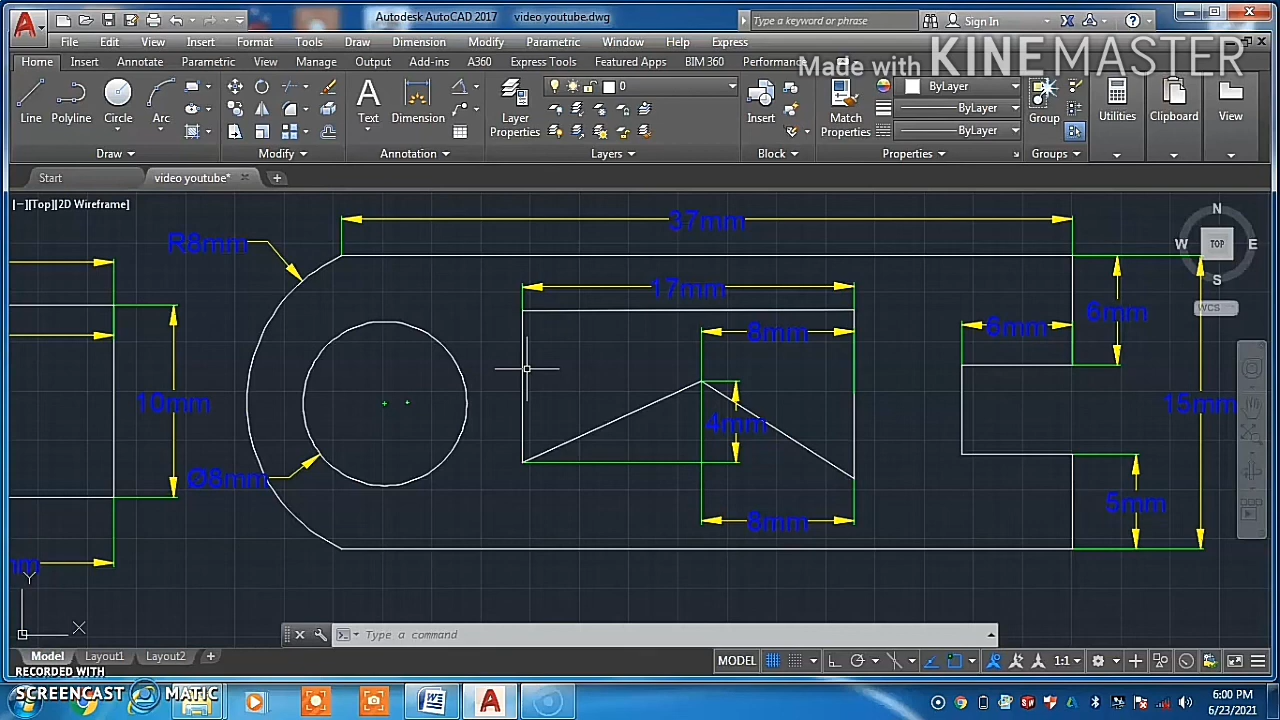 Autodesk AutoCAD 2017 video youtube.dwg
Type a keyword or phrase
Sign In
File Edit View Insert Format Tools Draw Dimension Modify Parametric Window Help Express
Made with KINEMASTER
Home Insert Annotate Parametric View Manage Output Add-ins A360 Express Tools Featured Apps BIM 360 Performance
0
ByLayer
ByLayer
ByLayer
Line Polyline Circle Arc
Text Dimension
Layer Properties
Insert
Match Properties
Group
Utilities Clipboard View
Draw Modify Annotation Layers Block Properties Groups
Start video youtube*
[−][Top][2D Wireframe]
N
W TOP E
S
WCS
37mm
R8mm
17mm
8mm
6mm
6mm
10mm
4mm
15mm
Ø8mm
5mm
8mm
Y
X
Type a command
Model Layout1 Layout2 +
MODEL
1:1
RECORDED WITH
SCREENCAST MATIC
6:00 PM
6/23/2021